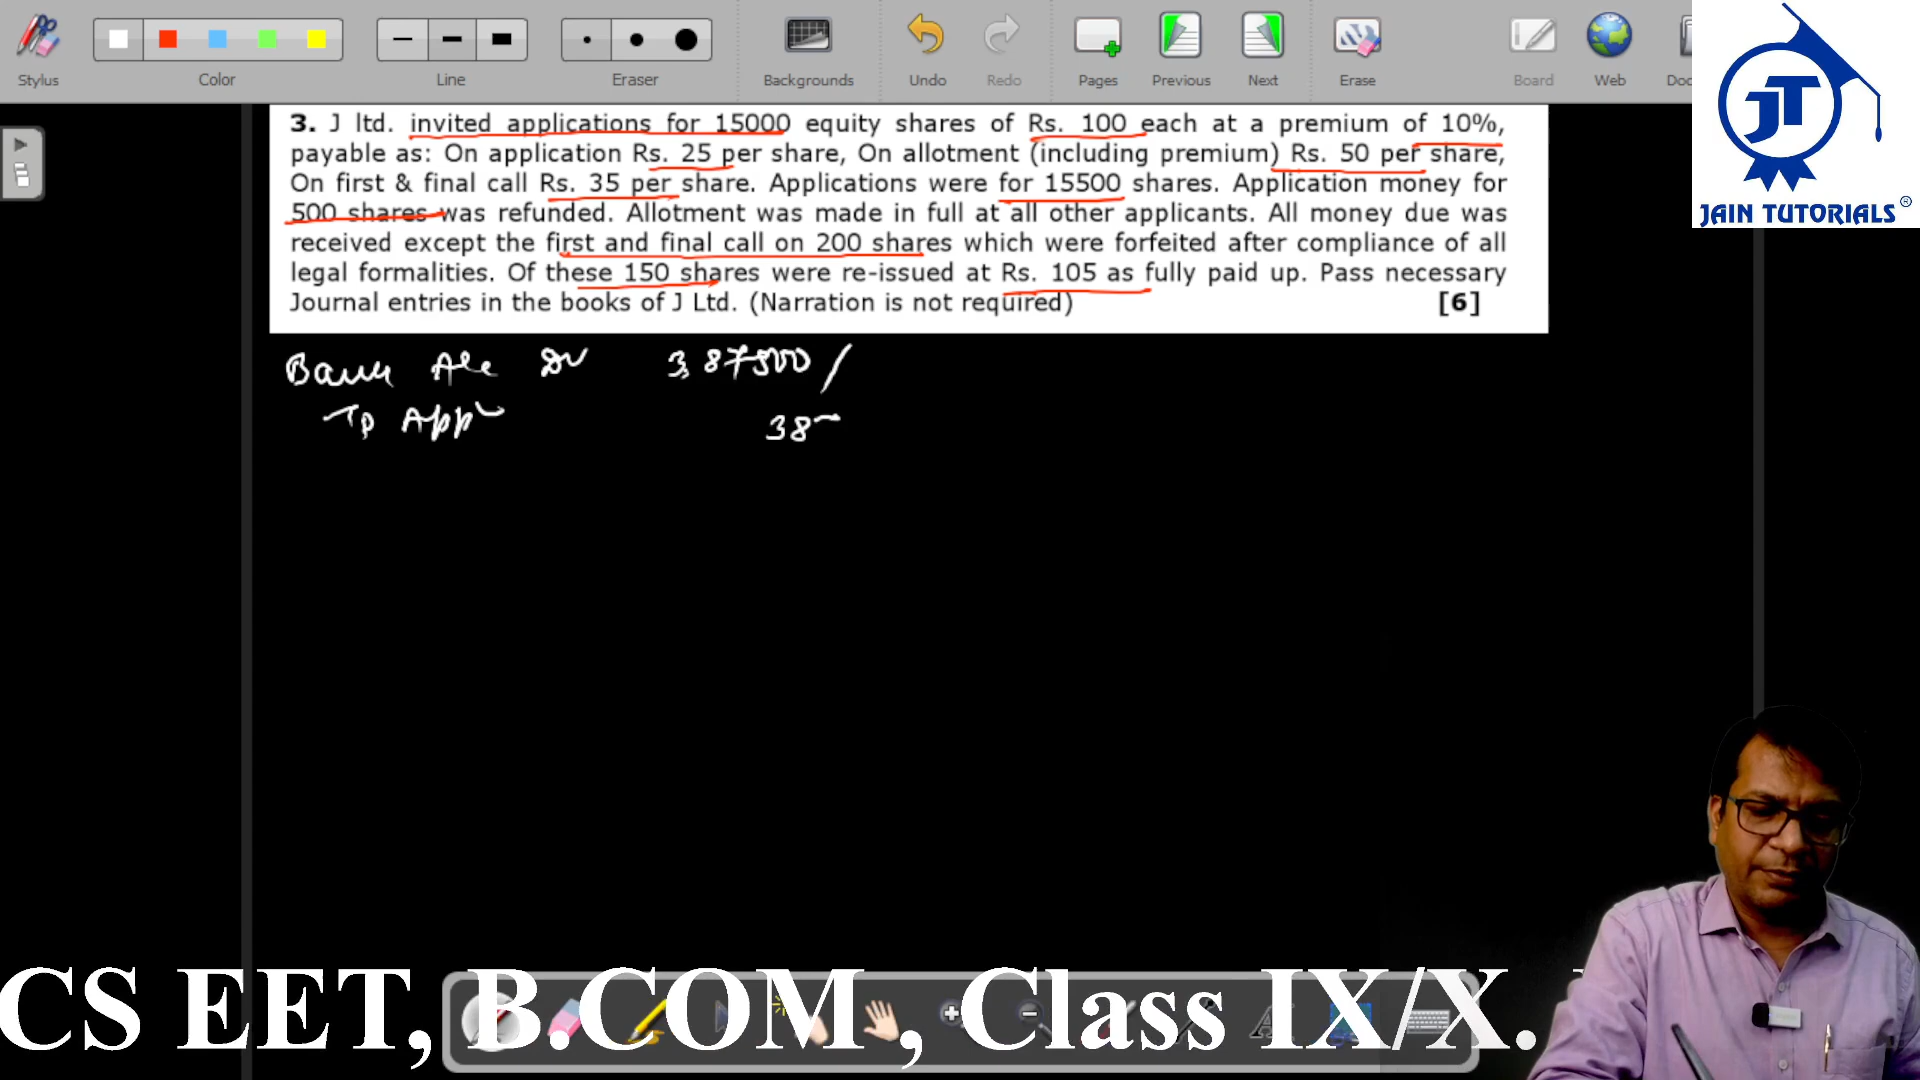 Stylus
Color
Line
Eraser
Backgrounds
Undo
Redo
Pages
Previous
Next
Erase
Board
Web
JT
JAIN TUTORIALS®
3. J ltd. invited applications for 15000 equity shares of Rs. 100 each at a premium of 10%,
payable as: On application Rs. 25 per share, On allotment (including premium) Rs. 50 per share,
On first & final call Rs. 35 per share. Applications were for 15500 shares. Application money for
500 shares was refunded. Allotment was made in full at all other applicants. All money due was
received except the first and final call on 200 shares which were forfeited after compliance of all
legal formalities. Of these 150 shares were re-issued at Rs. 105 as fully paid up. Pass necessary
Journal entries in the books of J Ltd. (Narration is not required) [6]
Bank A/c Dr 387500/
To App
38
CS EET, B.COM , Class IX/X.